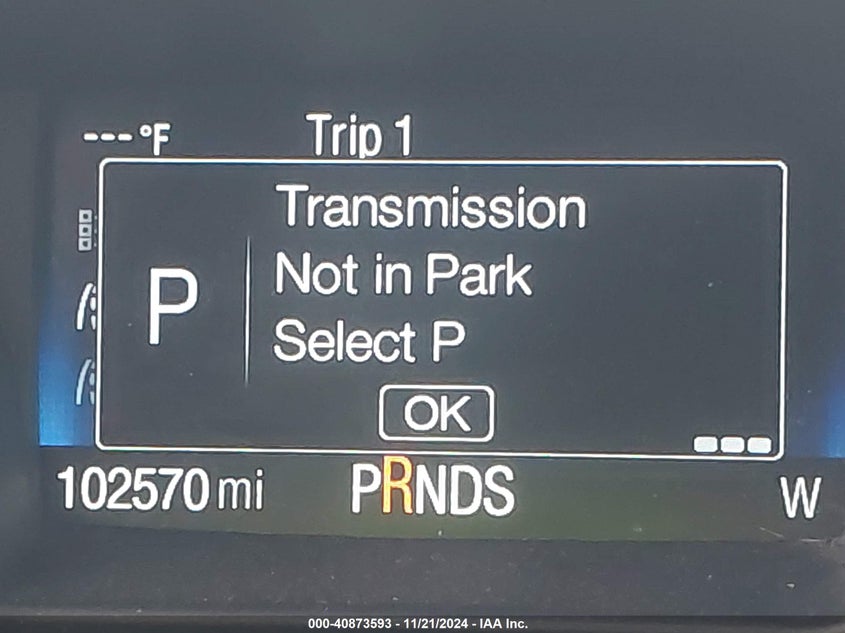 ---°F
Trip 1
Transmission
Not in Park
P
Select P
OK
102570 mi
PRNDS
W
000-40873593 - 11/21/2024 - IAA Inc.